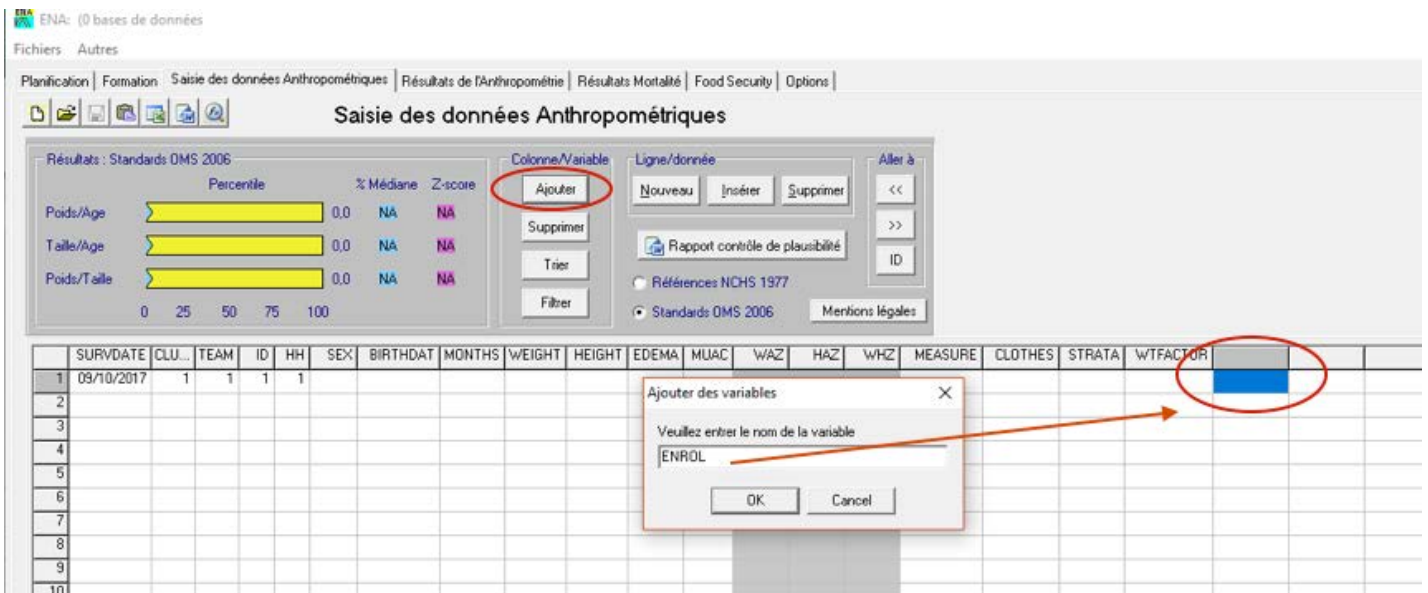 ENA: (0 bases de données
Fichiers Autres
Planification Formation Saisie des données Anthropométriques Résultats de l'Anthropométrie Résultats Mortalité Food Security Options
Saisie des données Anthropométriques
Résultats : Standards OMS 2006
Percentile % Médiane Z-score
Poids/Age 0,0 NA NA
Taille/Age 0,0 NA NA
Poids/Taille 0,0 NA NA
0 25 50 75 100
Colonne/Variable
Ajouter
Supprimer
Trier
Filtrer
Ligne/donnée
Nouveau Insérer Supprimer
Rapport contrôle de plausibilité
Références NCHS 1977
Standards OMS 2006
Mentions légales
Aller à
<<
>>
ID
SURVDATE CLU... TEAM ID HH SEX BIRTHDAT MONTHS WEIGHT HEIGHT EDEMA MUAC WAZ HAZ WHZ MEASURE CLOTHES STRATA WTFACTOR
1 09/10/2017 1 1 1 1
2
3
4
5
6
7
8
9
10
Ajouter des variables
Veuillez entrer le nom de la variable
ENROL
OK Cancel